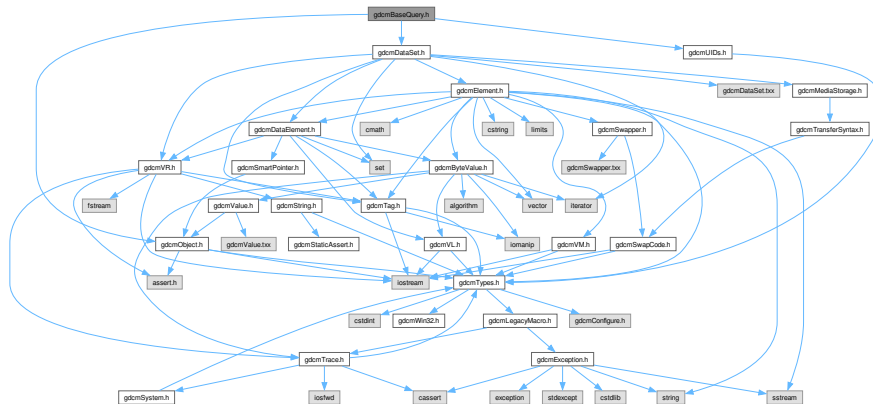 gdcmBaseQuery.h
gdcmDataSet.h
gdcmUIDs.h
gdcmElement.h
gdcmDataSet.txx
gdcmMediaStorage.h
gdcmDataElement.h
cmath
cstring
limits
gdcmSwapper.h
gdcmTransferSyntax.h
gdcmVR.h
gdcmSmartPointer.h
set
gdcmByteValue.h
gdcmSwapper.txx
fstream
gdcmValue.h
gdcmString.h
gdcmTag.h
algorithm
vector
iterator
gdcmObject.h
gdcmValue.txx
gdcmStaticAssert.h
gdcmVL.h
iomanip
gdcmVM.h
gdcmSwapCode.h
assert.h
iostream
gdcmTypes.h
cstdint
gdcmWin32.h
gdcmLegacyMacro.h
gdcmConfigure.h
gdcmTrace.h
gdcmException.h
gdcmSystem.h
iosfwd
cassert
exception
stdexcept
cstdlib
string
sstream